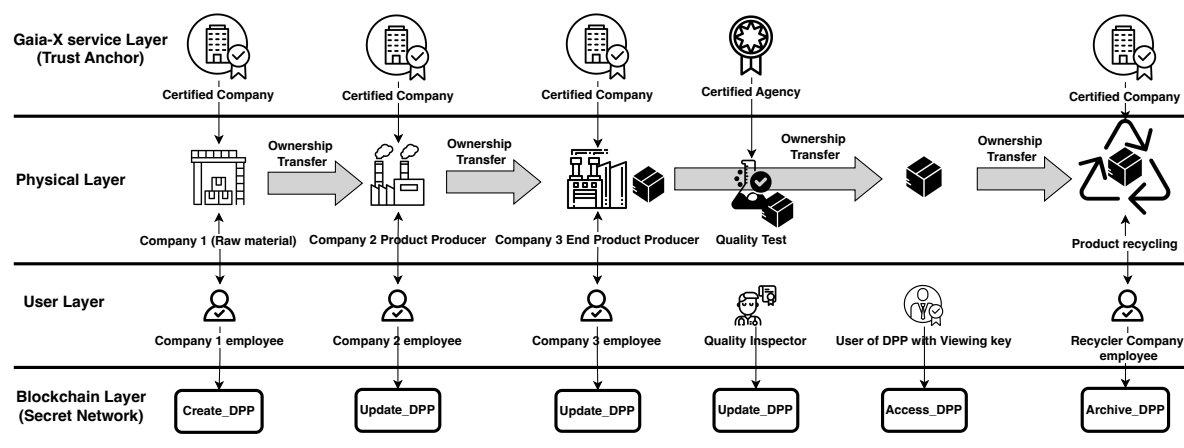 Gaia-X service Layer
(Trust Anchor)
Certified Company
Certified Company
Certified Company
Certified Agency
Certified Company
Physical Layer
Ownership
Transfer
Ownership
Transfer
Ownership
Transfer
Ownership
Transfer
Company 1 (Raw material)
Company 2 Product Producer
Company 3 End Product Producer
Quality Test
Product recycling
User Layer
Company 1 employee
Company 2 employee
Company 3 employee
Quality Inspector
User of DPP with Viewing key
Recycler Company
employee
Blockchain Layer
(Secret Network)
Create_DPP
Update_DPP
Update_DPP
Update_DPP
Access_DPP
Archive_DPP